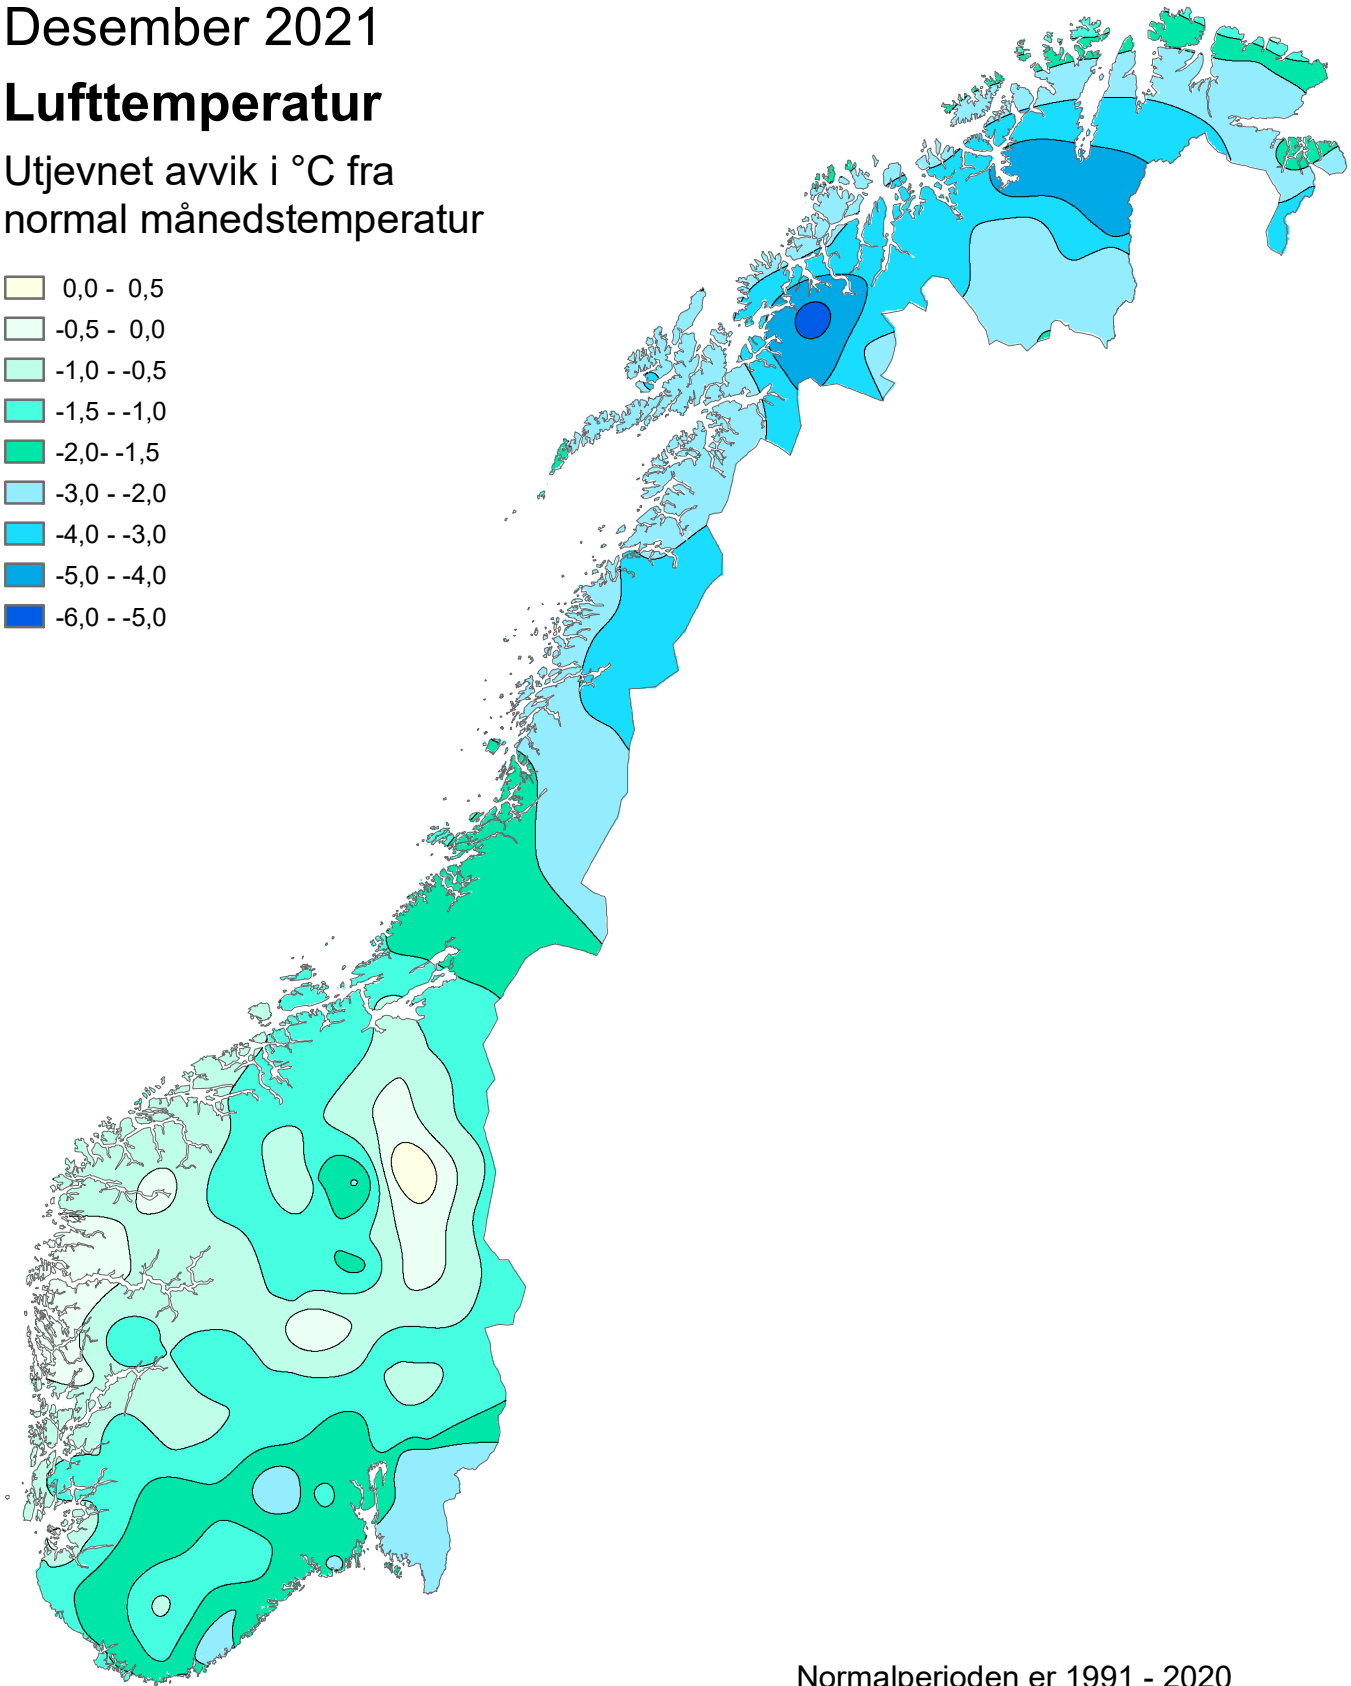 Desember 2021
Lufttemperatur
Utjevnet avvik i °C fra
normal månedstemperatur
0,0 - 0,5
-0,5 - 0,0
-1,0 - -0,5
-1,5 - -1,0
-2,0- -1,5
-3,0 - -2,0
-4,0 - -3,0
-5,0 - -4,0
-6,0 - -5,0
Normalperioden er 1991 - 2020